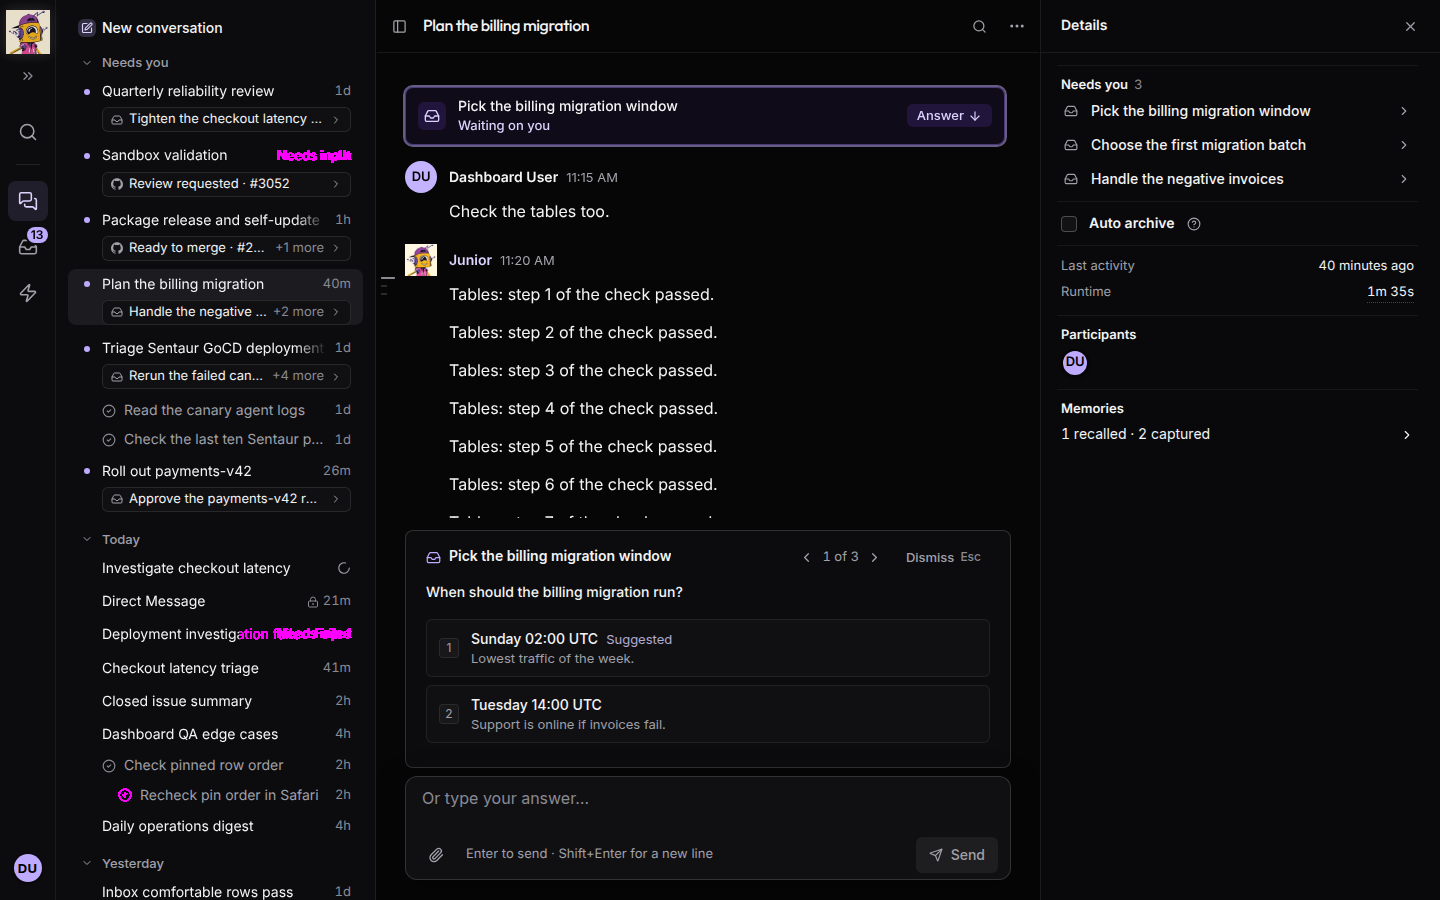 New conversation
Needs you
Quarterly reliability review 1d
Tighten the checkout latency ...
Sandbox validation
Review requested · #3052
Package release and self-update 1h
Ready to merge · #2... +1 more
Plan the billing migration 40m
Handle the negative ... +2 more
Triage Sentaur GoCD deployment 1d
Rerun the failed can... +4 more
Read the canary agent logs 1d
Check the last ten Sentaur p... 1d
Roll out payments-v42 26m
Approve the payments-v42 r...
Today
Investigate checkout latency
Direct Message 21m
Deployment investigation
Checkout latency triage 41m
Closed issue summary 2h
Dashboard QA edge cases 4h
Check pinned row order 2h
Recheck pin order in Safari 2h
Daily operations digest 4h
Yesterday
Inbox comfortable rows pass 1d
13
DU
Plan the billing migration
Pick the billing migration window
Waiting on you
Answer
DU
Dashboard User 11:15 AM
Check the tables too.
Junior 11:20 AM
Tables: step 1 of the check passed.
Tables: step 2 of the check passed.
Tables: step 3 of the check passed.
Tables: step 4 of the check passed.
Tables: step 5 of the check passed.
Tables: step 6 of the check passed.
Pick the billing migration window
1 of 3
Dismiss Esc
When should the billing migration run?
1
Sunday 02:00 UTC Suggested
Lowest traffic of the week.
2
Tuesday 14:00 UTC
Support is online if invoices fail.
Or type your answer...
Enter to send · Shift+Enter for a new line
Send
Details
Needs you 3
Pick the billing migration window
Choose the first migration batch
Handle the negative invoices
Auto archive
Last activity 40 minutes ago
Runtime 1m 35s
Participants
DU
Memories
1 recalled · 2 captured